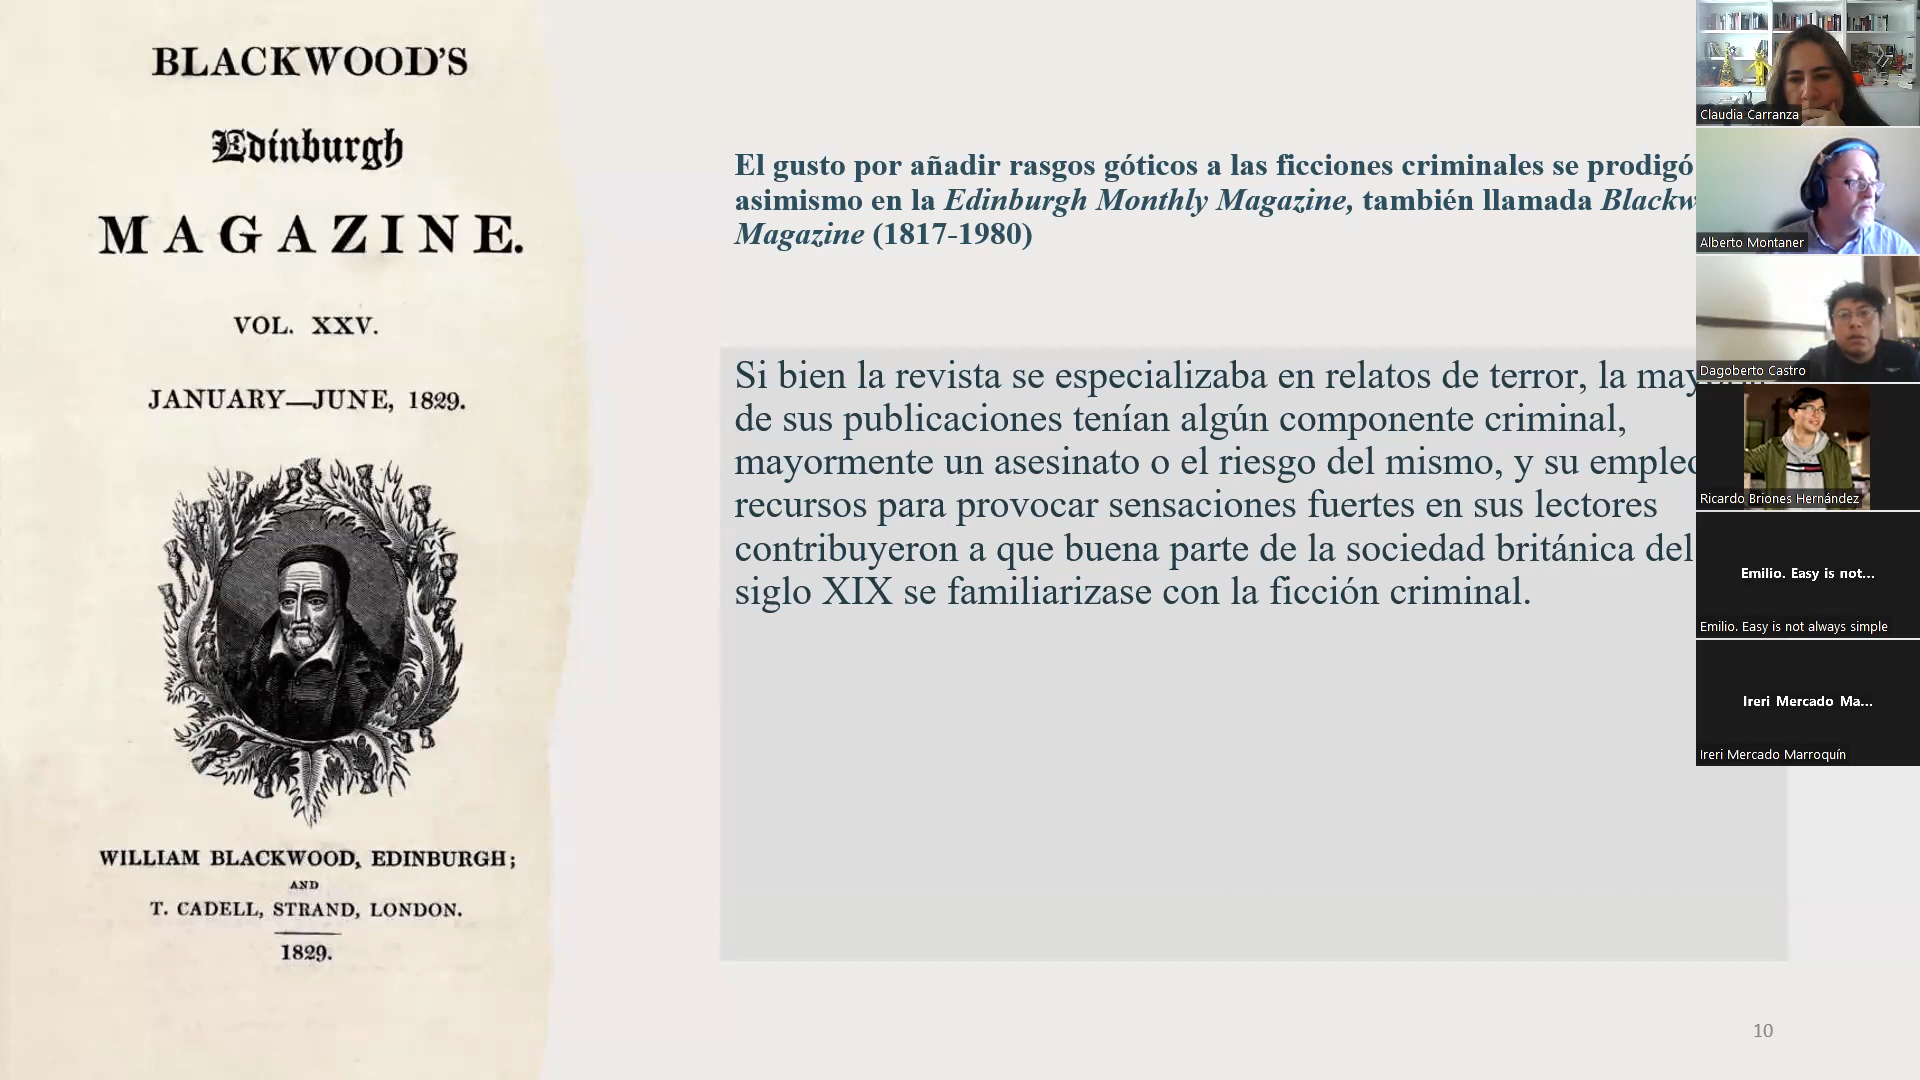 BLACKWOOD'S
Edinburgh
MAGAZINE.
VOL. XXV.
JANUARY—JUNE, 1829.
WILLIAM BLACKWOOD, EDINBURGH;
AND
T. CADELL, STRAND, LONDON.
1829.
El gusto por añadir rasgos góticos a las ficciones criminales se prodigó
asimismo en la Edinburgh Monthly Magazine, también llamada Blackw
Magazine (1817-1980)
Si bien la revista se especializaba en relatos de terror, la may
de sus publicaciones tenían algún componente criminal,
mayormente un asesinato o el riesgo del mismo, y su empleo
recursos para provocar sensaciones fuertes en sus lectores
contribuyeron a que buena parte de la sociedad británica del
siglo XIX se familiarizase con la ficción criminal.
10
Claudia Carranza
Alberto Montaner
Dagoberto Castro
Ricardo Briones Hernández
Emilio. Easy is not...
Emilio. Easy is not always simple
Ireri Mercado Ma...
Ireri Mercado Marroquín